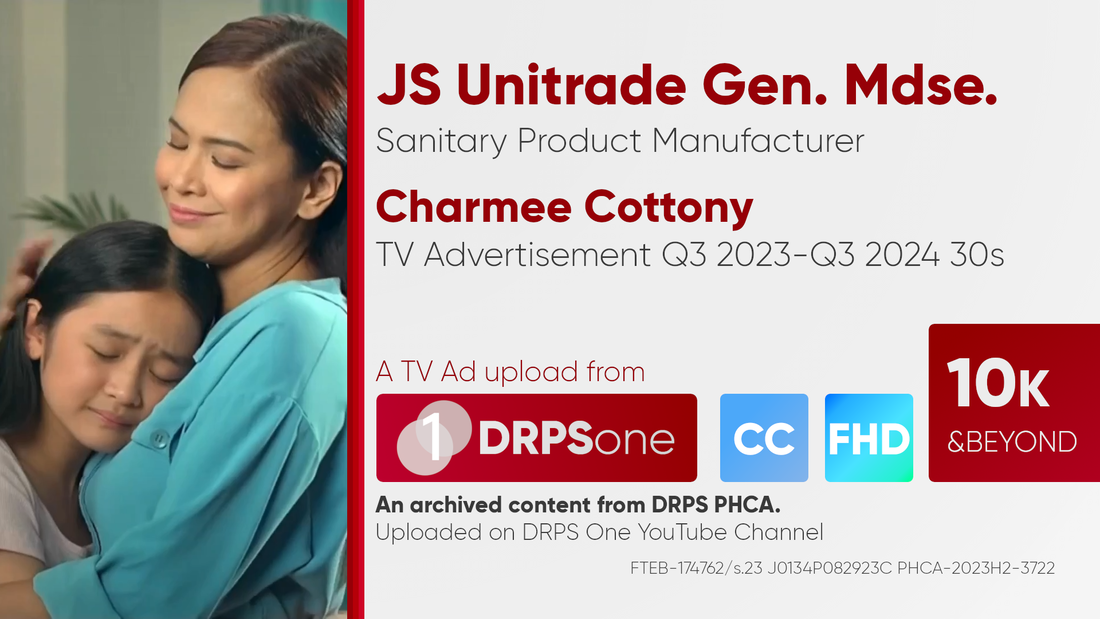 JS Unitrade Gen. Mdse.
Sanitary Product Manufacturer
Charmee Cottony
TV Advertisement Q3 2023-Q3 2024 30s
A TV Ad upload from
1 DRPSone
CC
FHD
10K
&BEYOND
An archived content from DRPS PHCA.
Uploaded on DRPS One YouTube Channel
FTEB-174762/s.23 J0134P082923C PHCA-2023H2-3722